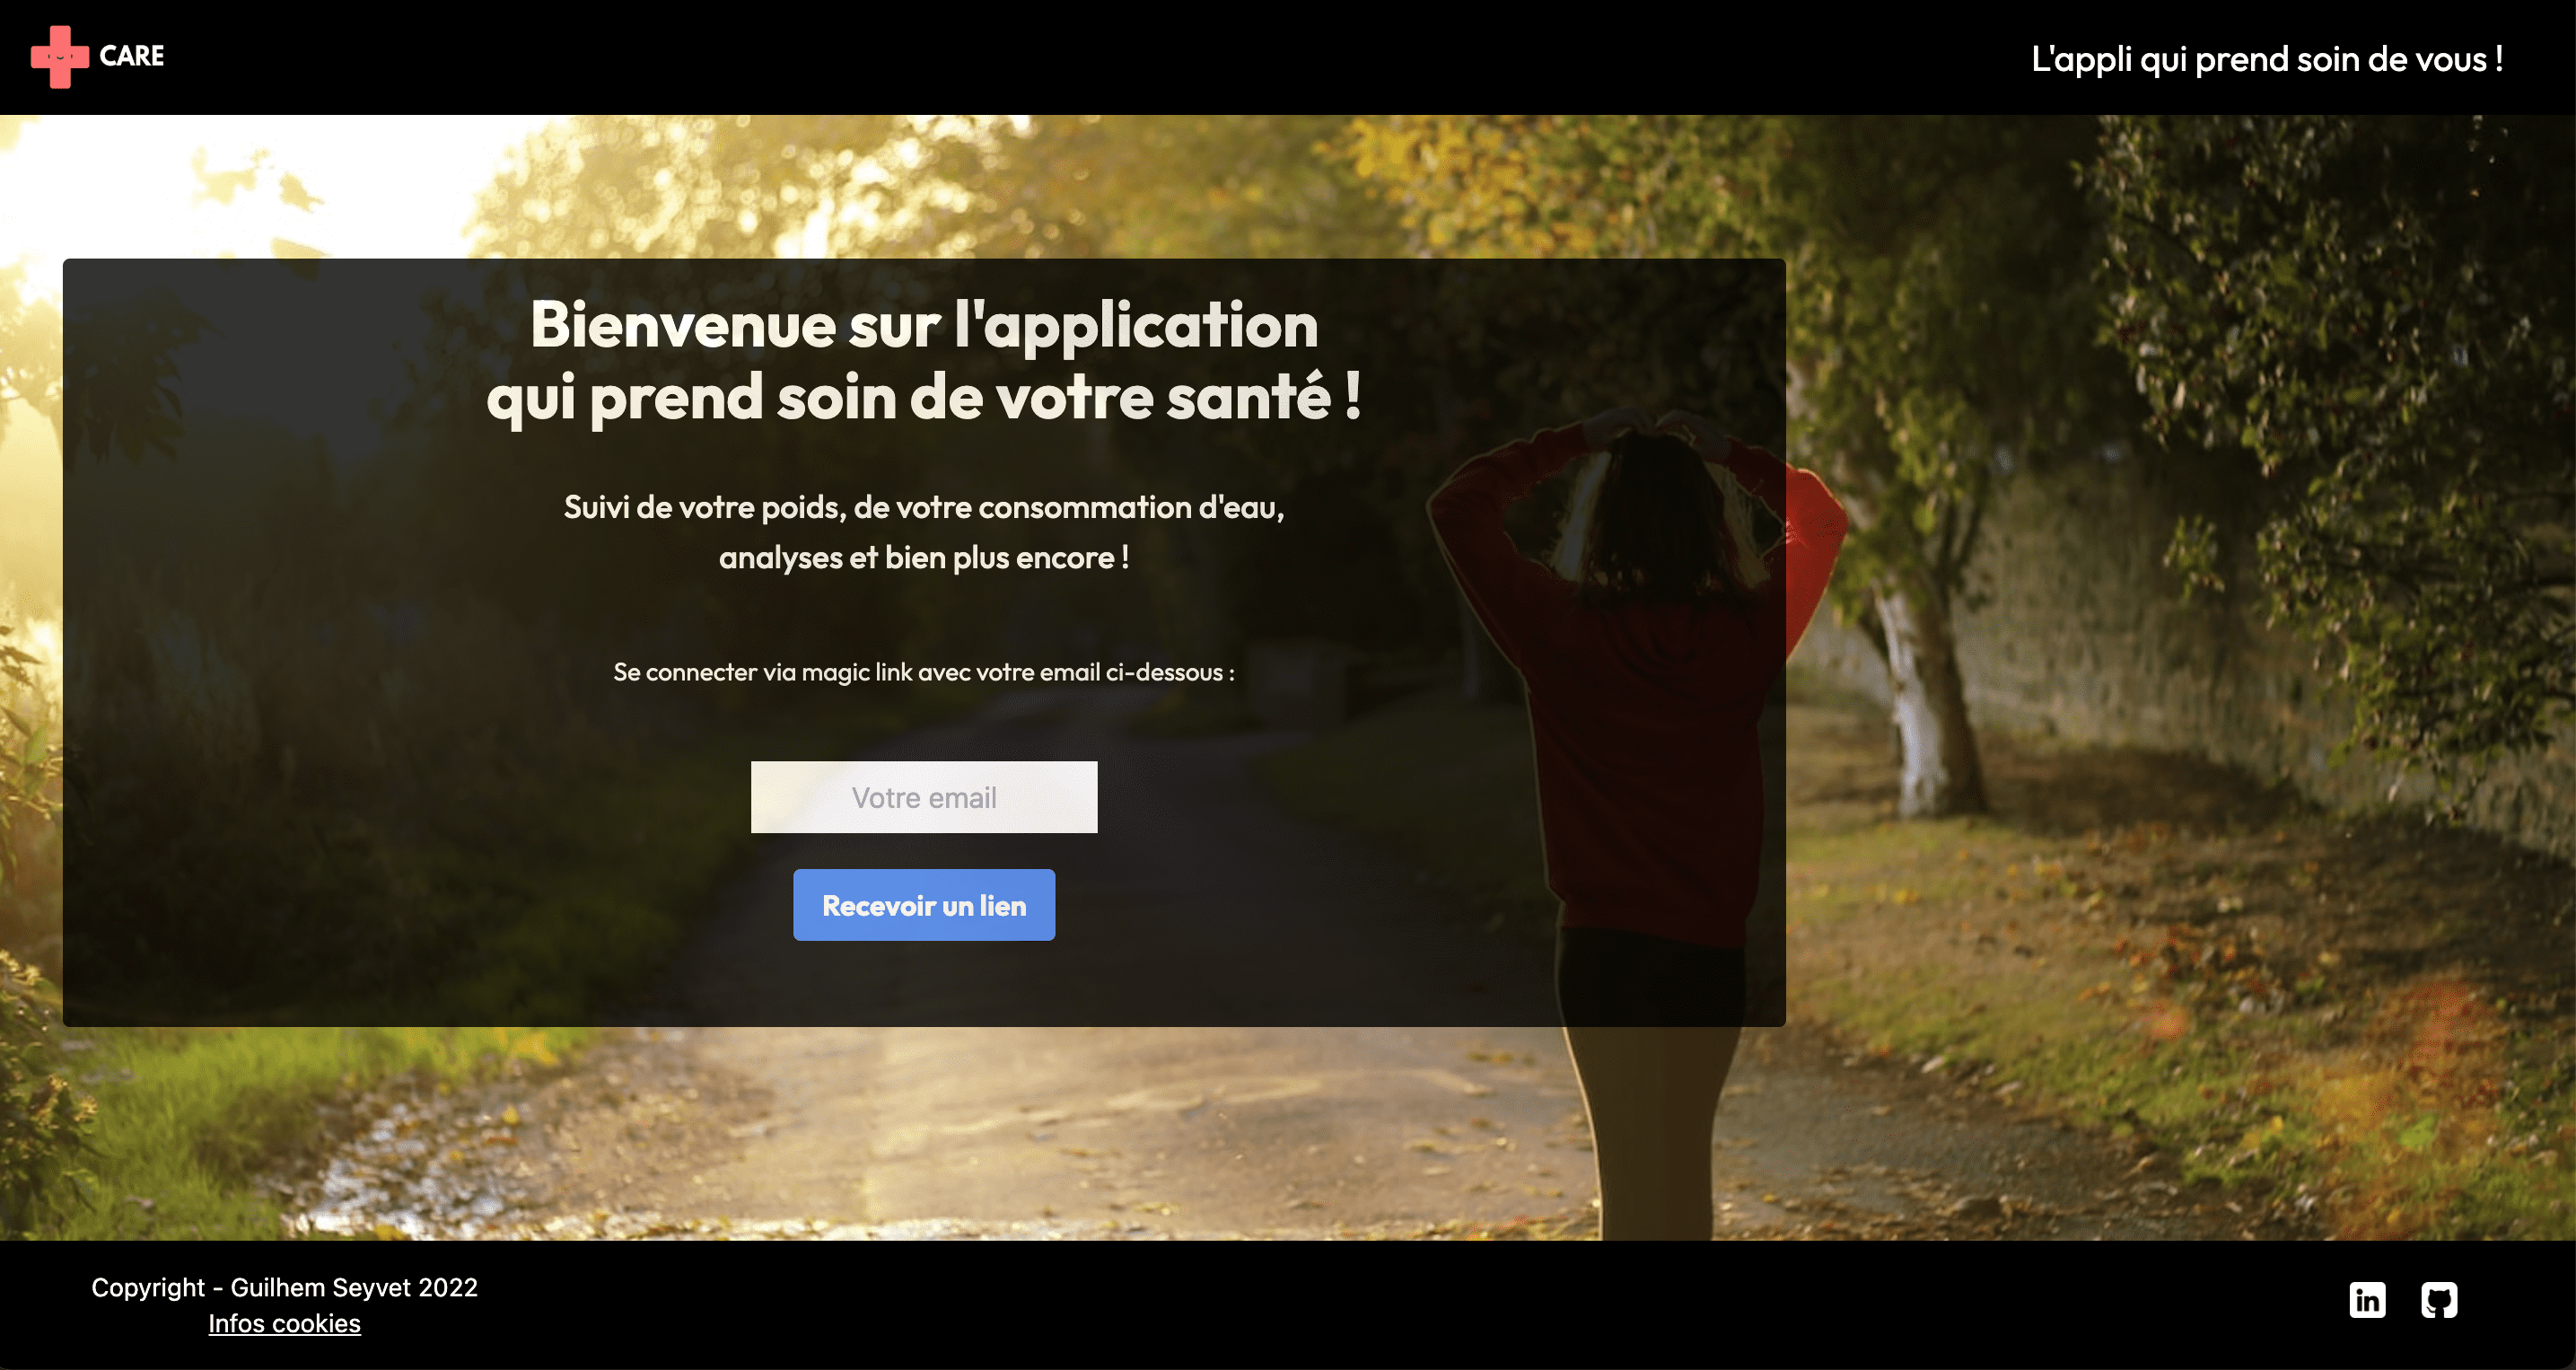 CARE
L'appli qui prend soin de vous !
Bienvenue sur l'application
qui prend soin de votre santé !
Suivi de votre poids, de votre consommation d'eau,
analyses et bien plus encore !
Se connecter via magic link avec votre email ci-dessous :
Votre email
Recevoir un lien
Copyright - Guilhem Seyvet 2022
Infos cookies
in